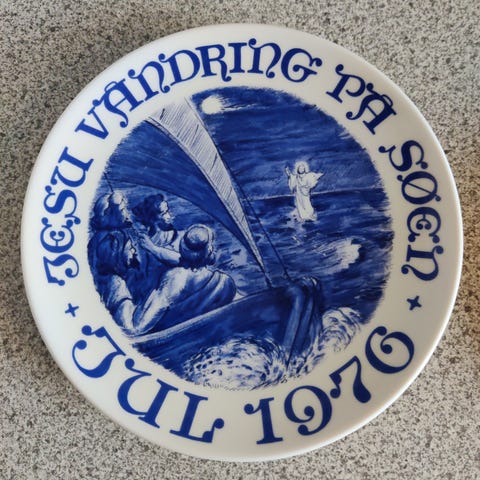 JESU VANDRING PÅ SØEN
+ JUL 1976 +